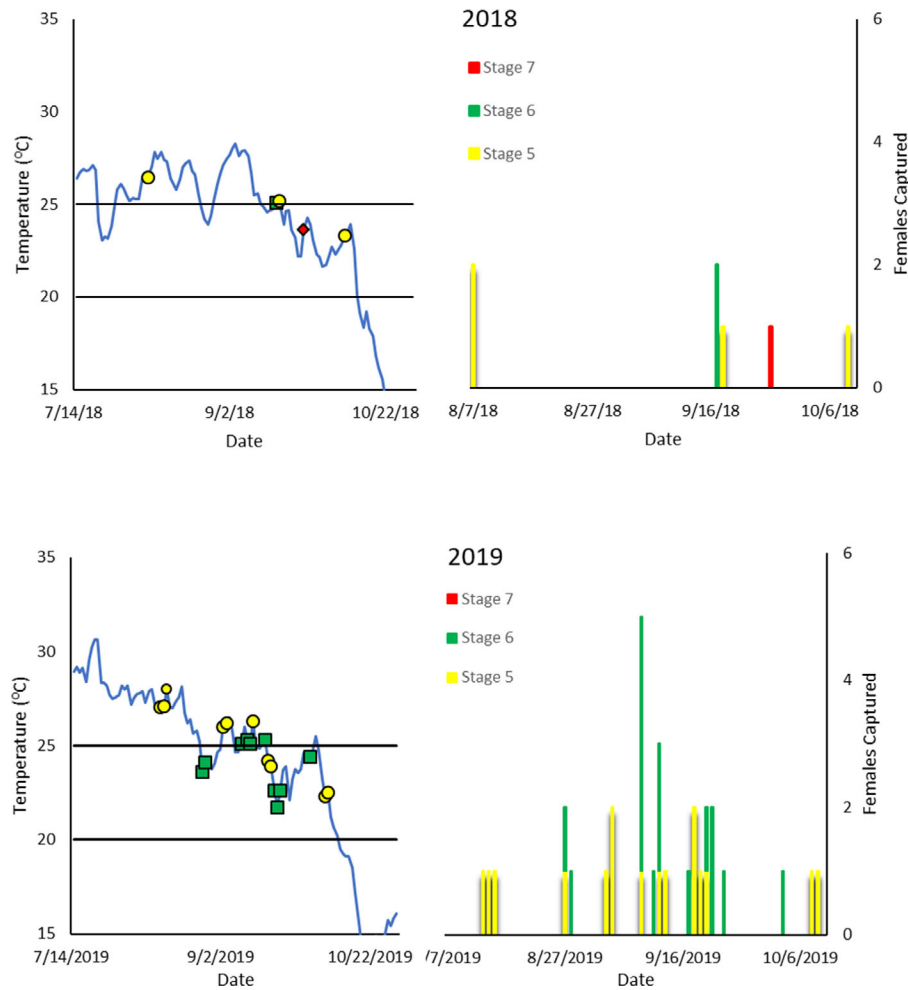 35
30
25
20
15
Temperature (°C)
7/14/18
9/2/18
10/22/18
Date
2018
Stage 7
Stage 6
Stage 5
6
4
2
0
Females Captured
8/7/18
8/27/18
9/16/18
10/6/18
Date
35
30
25
20
15
Temperature (°C)
7/14/2019
9/2/2019
10/22/2019
Date
2019
Stage 7
Stage 6
Stage 5
6
4
2
0
Females Captured
/7/2019
8/27/2019
9/16/2019
10/6/2019
Date